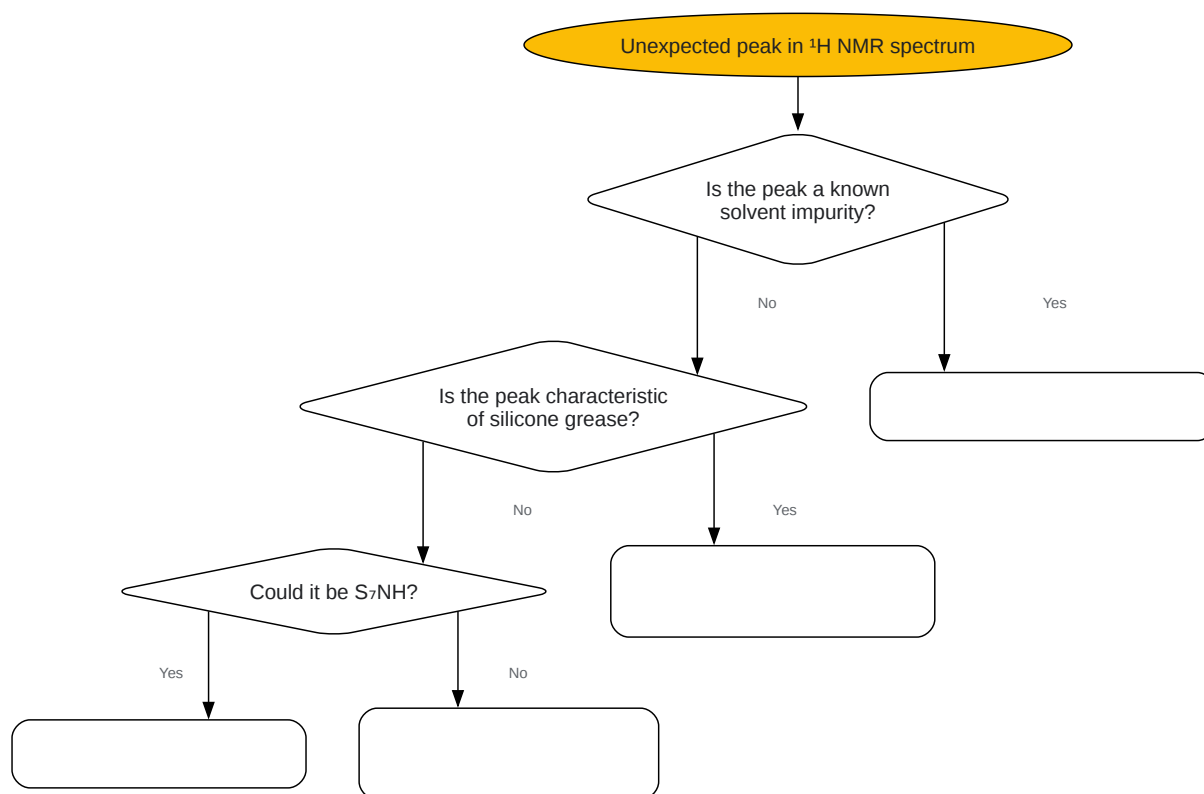 Unexpected peak in ¹H NMR spectrum
Is the peak a known
solvent impurity?
No
Yes
Is the peak characteristic
of silicone grease?
No
Yes
Could it be S₇NH?
Yes
No